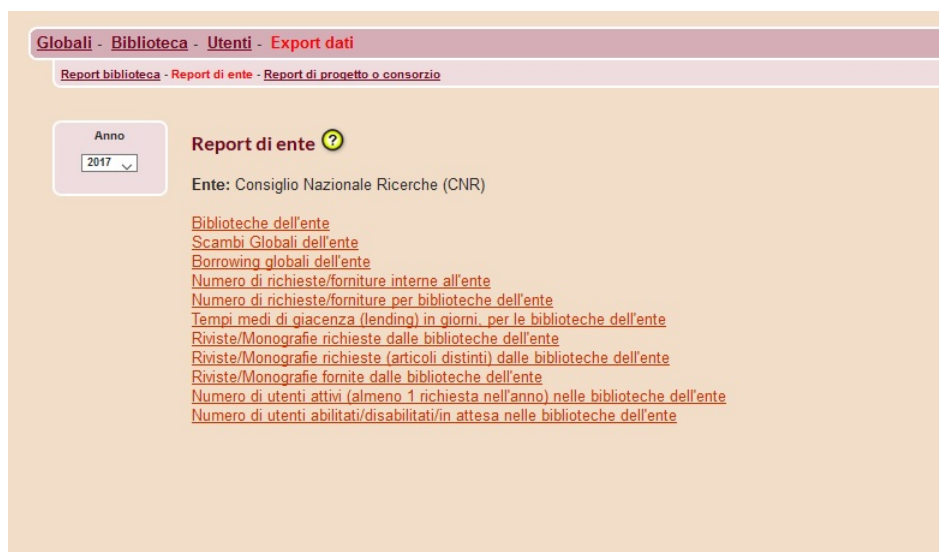 Globali - Biblioteca - Utenti - Export dati
Report biblioteca - Report di ente - Report di progetto o consorzio
Anno
2017
Report di ente ?
Ente: Consiglio Nazionale Ricerche (CNR)
Biblioteche dell'ente
Scambi Globali dell'ente
Borrowing globali dell'ente
Numero di richieste/forniture interne all'ente
Numero di richieste/forniture per biblioteche dell'ente
Tempi medi di giacenza (lending) in giorni, per le biblioteche dell'ente
Riviste/Monografie richieste dalle biblioteche dell'ente
Riviste/Monografie richieste (articoli distinti) dalle biblioteche dell'ente
Riviste/Monografie fornite dalle biblioteche dell'ente
Numero di utenti attivi (almeno 1 richiesta nell'anno) nelle biblioteche dell'ente
Numero di utenti abilitati/disabilitati/in attesa nelle biblioteche dell'ente